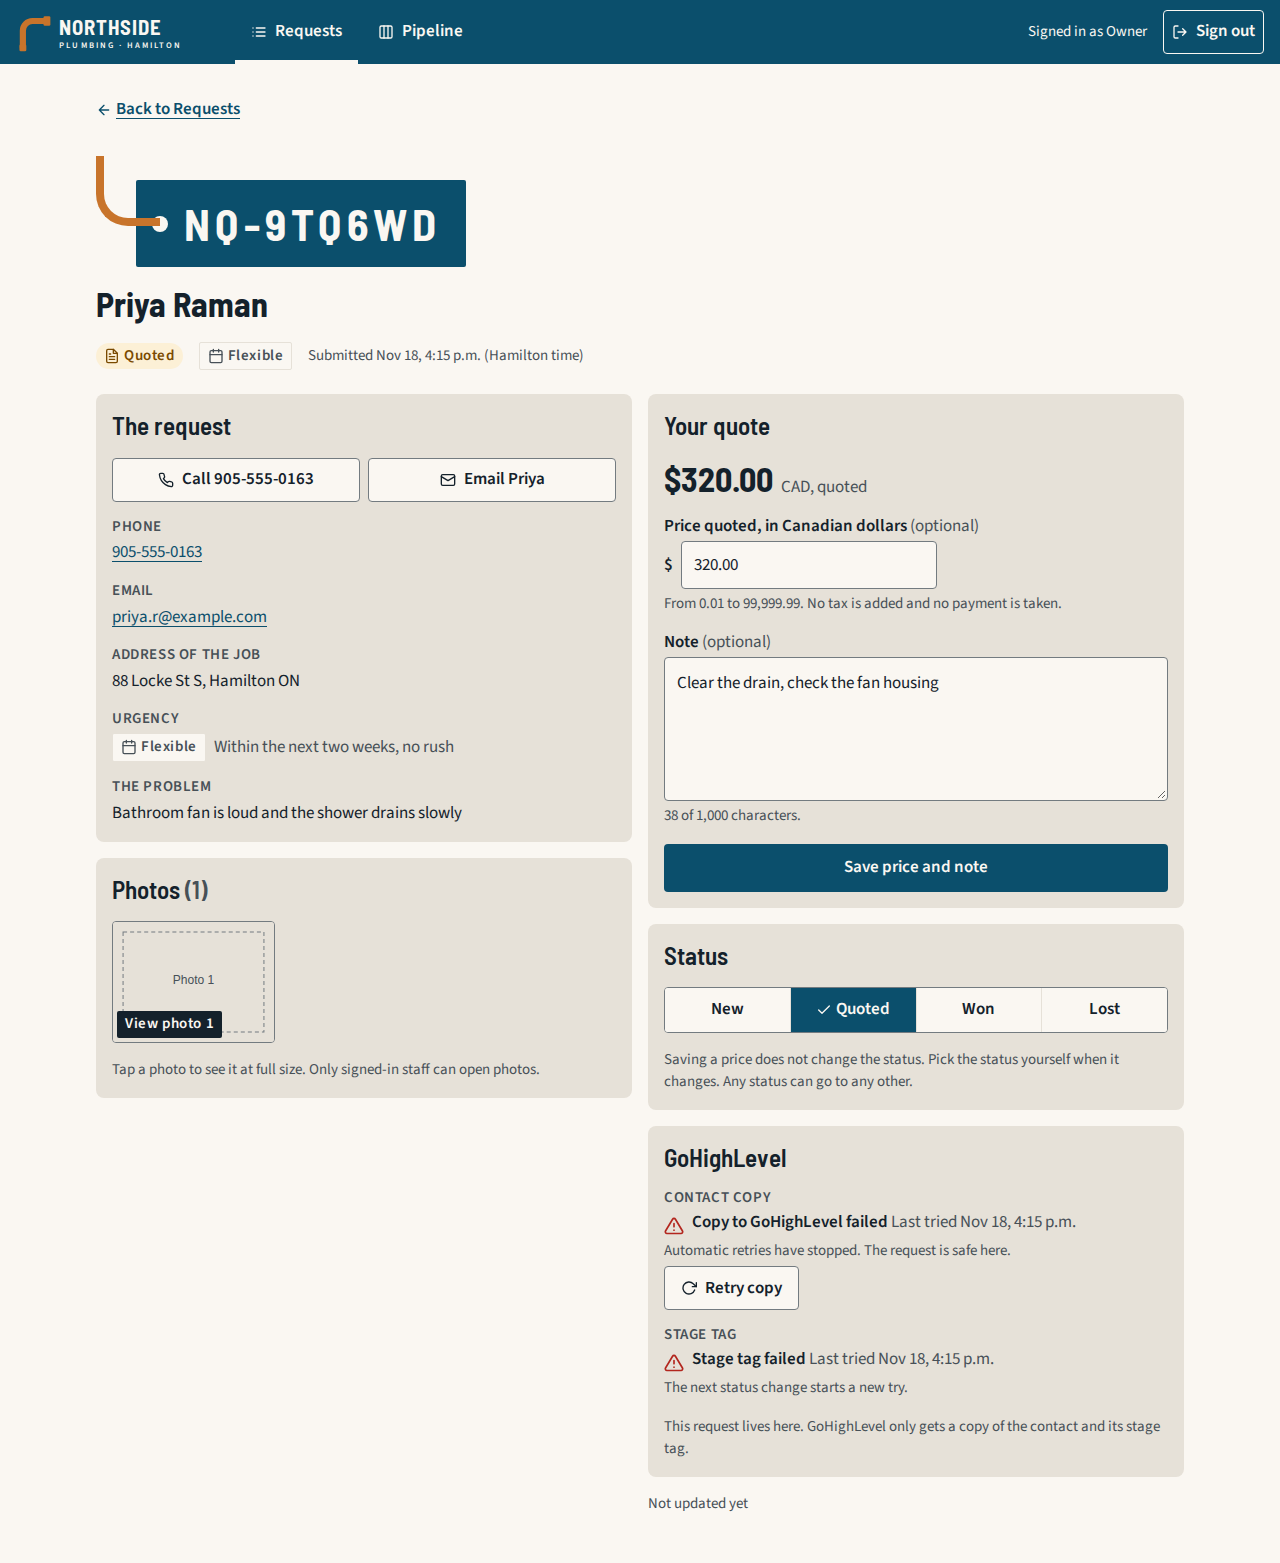 NORTHSIDE
PLUMBING · HAMILTON
Requests
Pipeline
Signed in as Owner
Sign out
Back to Requests
NQ-9TQ6WD
Priya Raman
Quoted
Flexible
Submitted Nov 18, 4:15 p.m. (Hamilton time)
The request
Call 905-555-0163
Email Priya
PHONE
905-555-0163
EMAIL
priya.r@example.com
ADDRESS OF THE JOB
88 Locke St S, Hamilton ON
URGENCY
Flexible
Within the next two weeks, no rush
THE PROBLEM
Bathroom fan is loud and the shower drains slowly
Photos (1)
Photo 1
View photo 1
Tap a photo to see it at full size. Only signed-in staff can open photos.
Your quote
$320.00 CAD, quoted
Price quoted, in Canadian dollars (optional)
$ 320.00
From 0.01 to 99,999.99. No tax is added and no payment is taken.
Note (optional)
Clear the drain, check the fan housing
38 of 1,000 characters.
Save price and note
Status
New
Quoted
Won
Lost
Saving a price does not change the status. Pick the status yourself when it
changes. Any status can go to any other.
GoHighLevel
CONTACT COPY
Copy to GoHighLevel failed Last tried Nov 18, 4:15 p.m.
Automatic retries have stopped. The request is safe here.
Retry copy
STAGE TAG
Stage tag failed Last tried Nov 18, 4:15 p.m.
The next status change starts a new try.
This request lives here. GoHighLevel only gets a copy of the contact and its stage
tag.
Not updated yet